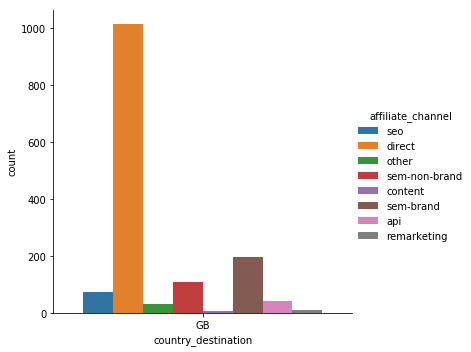 1000
800
600
400
200
0
count
GB
country_destination
affiliate_channel
seo
direct
other
sem-non-brand
content
sem-brand
api
remarketing